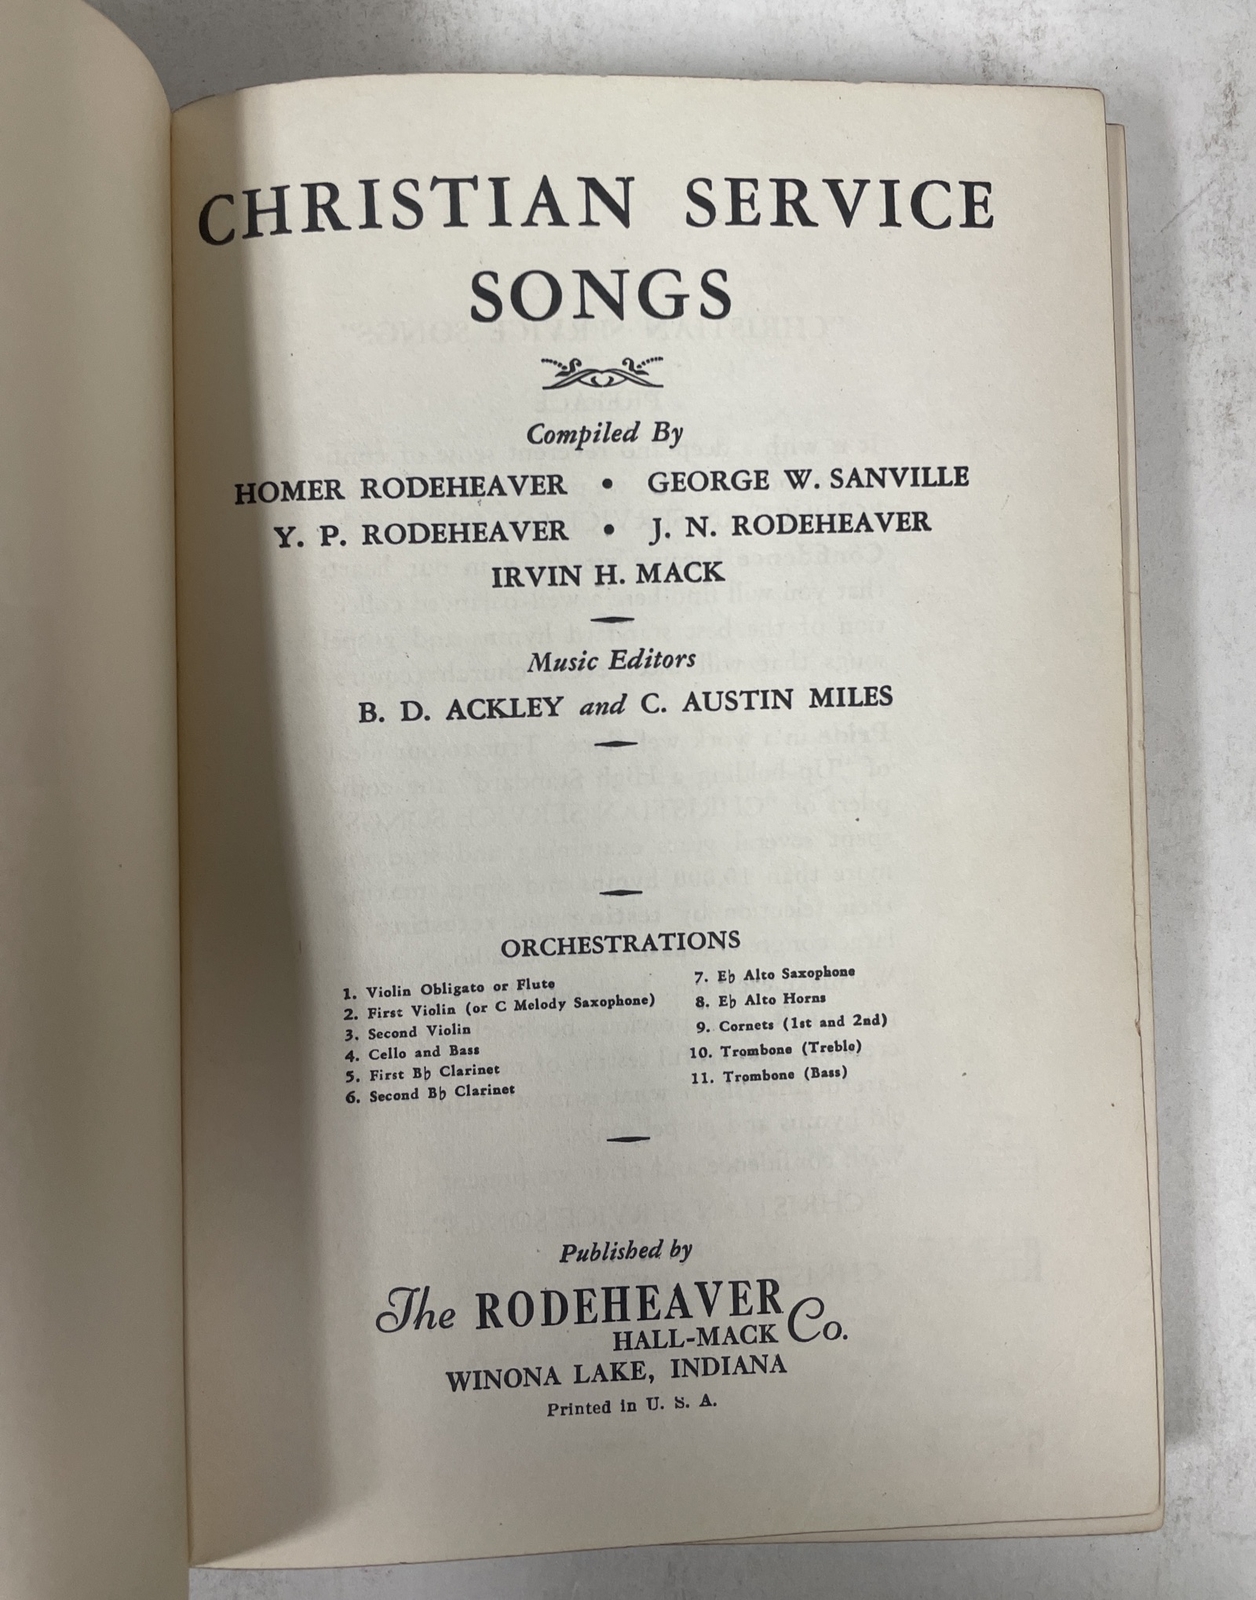 CHRISTIAN SERVICE
SONGS
Compiled By
HOMER RODEHEAVER • GEORGE W. SANVILLE
Y. P. RODEHEAVER • J. N. RODEHEAVER
IRVIN H. MACK
Music Editors
B. D. ACKLEY and C. AUSTIN MILES
ORCHESTRATIONS
1. Violin Obligato or Flute
2. First Violin (or C Melody Saxophone)
3. Second Violin
4. Cello and Bass
5. First B♭ Clarinet
6. Second B♭ Clarinet
7. E♭ Alto Saxophone
8. E♭ Alto Horns
9. Cornets (1st and 2nd)
10. Trombone (Treble)
11. Trombone (Bass)
Published by
The RODEHEAVER
HALL-MACK Co.
WINONA LAKE, INDIANA
Printed in U. S. A.